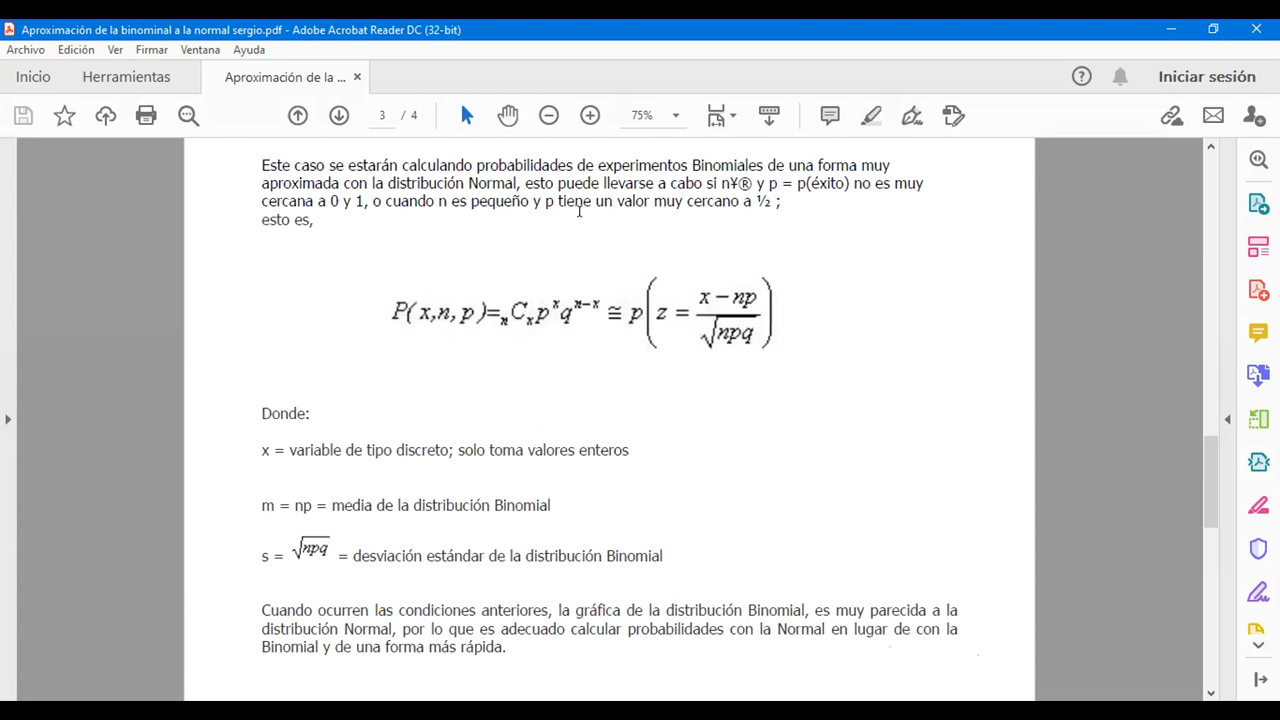 Aproximación de la binominal a la normal sergio.pdf - Adobe Acrobat Reader DC (32-bit)
Archivo Edición Ver Firmar Ventana Ayuda
Inicio Herramientas Aproximación de la ... × Iniciar sesión
3 / 4 75%
Este caso se estarán calculando probabilidades de experimentos Binomiales de una forma muy
aproximada con la distribución Normal, esto puede llevarse a cabo si n¥® y p = p(éxito) no es muy
cercana a 0 y 1, o cuando n es pequeño y p tiene un valor muy cercano a ½ ;
esto es,
P( x,n, p )=ₙCₓpˣqⁿ⁻ˣ ≅ p(z = (x − np)/√npq)
Donde:
x = variable de tipo discreto; solo toma valores enteros
m = np = media de la distribución Binomial
s = √npq = desviación estándar de la distribución Binomial
Cuando ocurren las condiciones anteriores, la gráfica de la distribución Binomial, es muy parecida a la
distribución Normal, por lo que es adecuado calcular probabilidades con la Normal en lugar de con la
Binomial y de una forma más rápida.